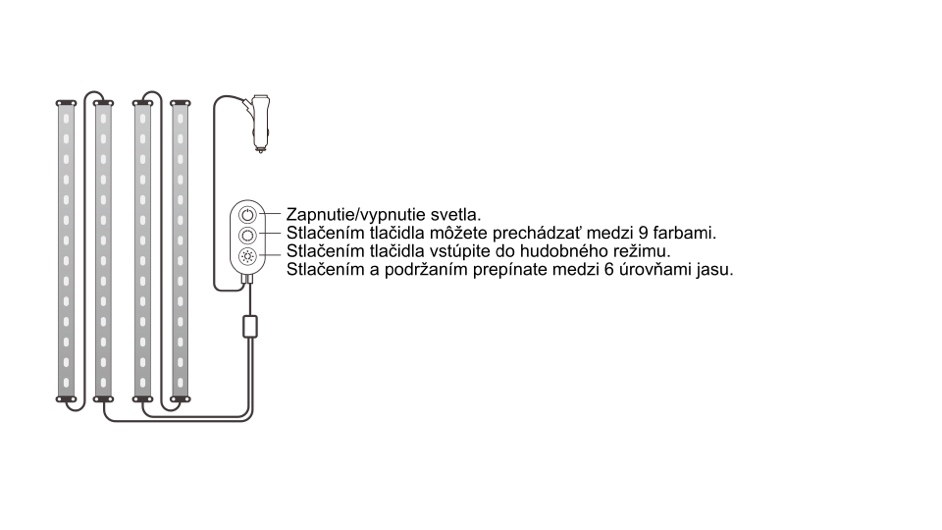 Zapnutie/vypnutie svetla.
Stlačením tlačidla môžete prechádzať medzi 9 farbami.
Stlačením tlačidla vstúpite do hudobného režimu.
Stlačením a podržaním prepínate medzi 6 úrovňami jasu.